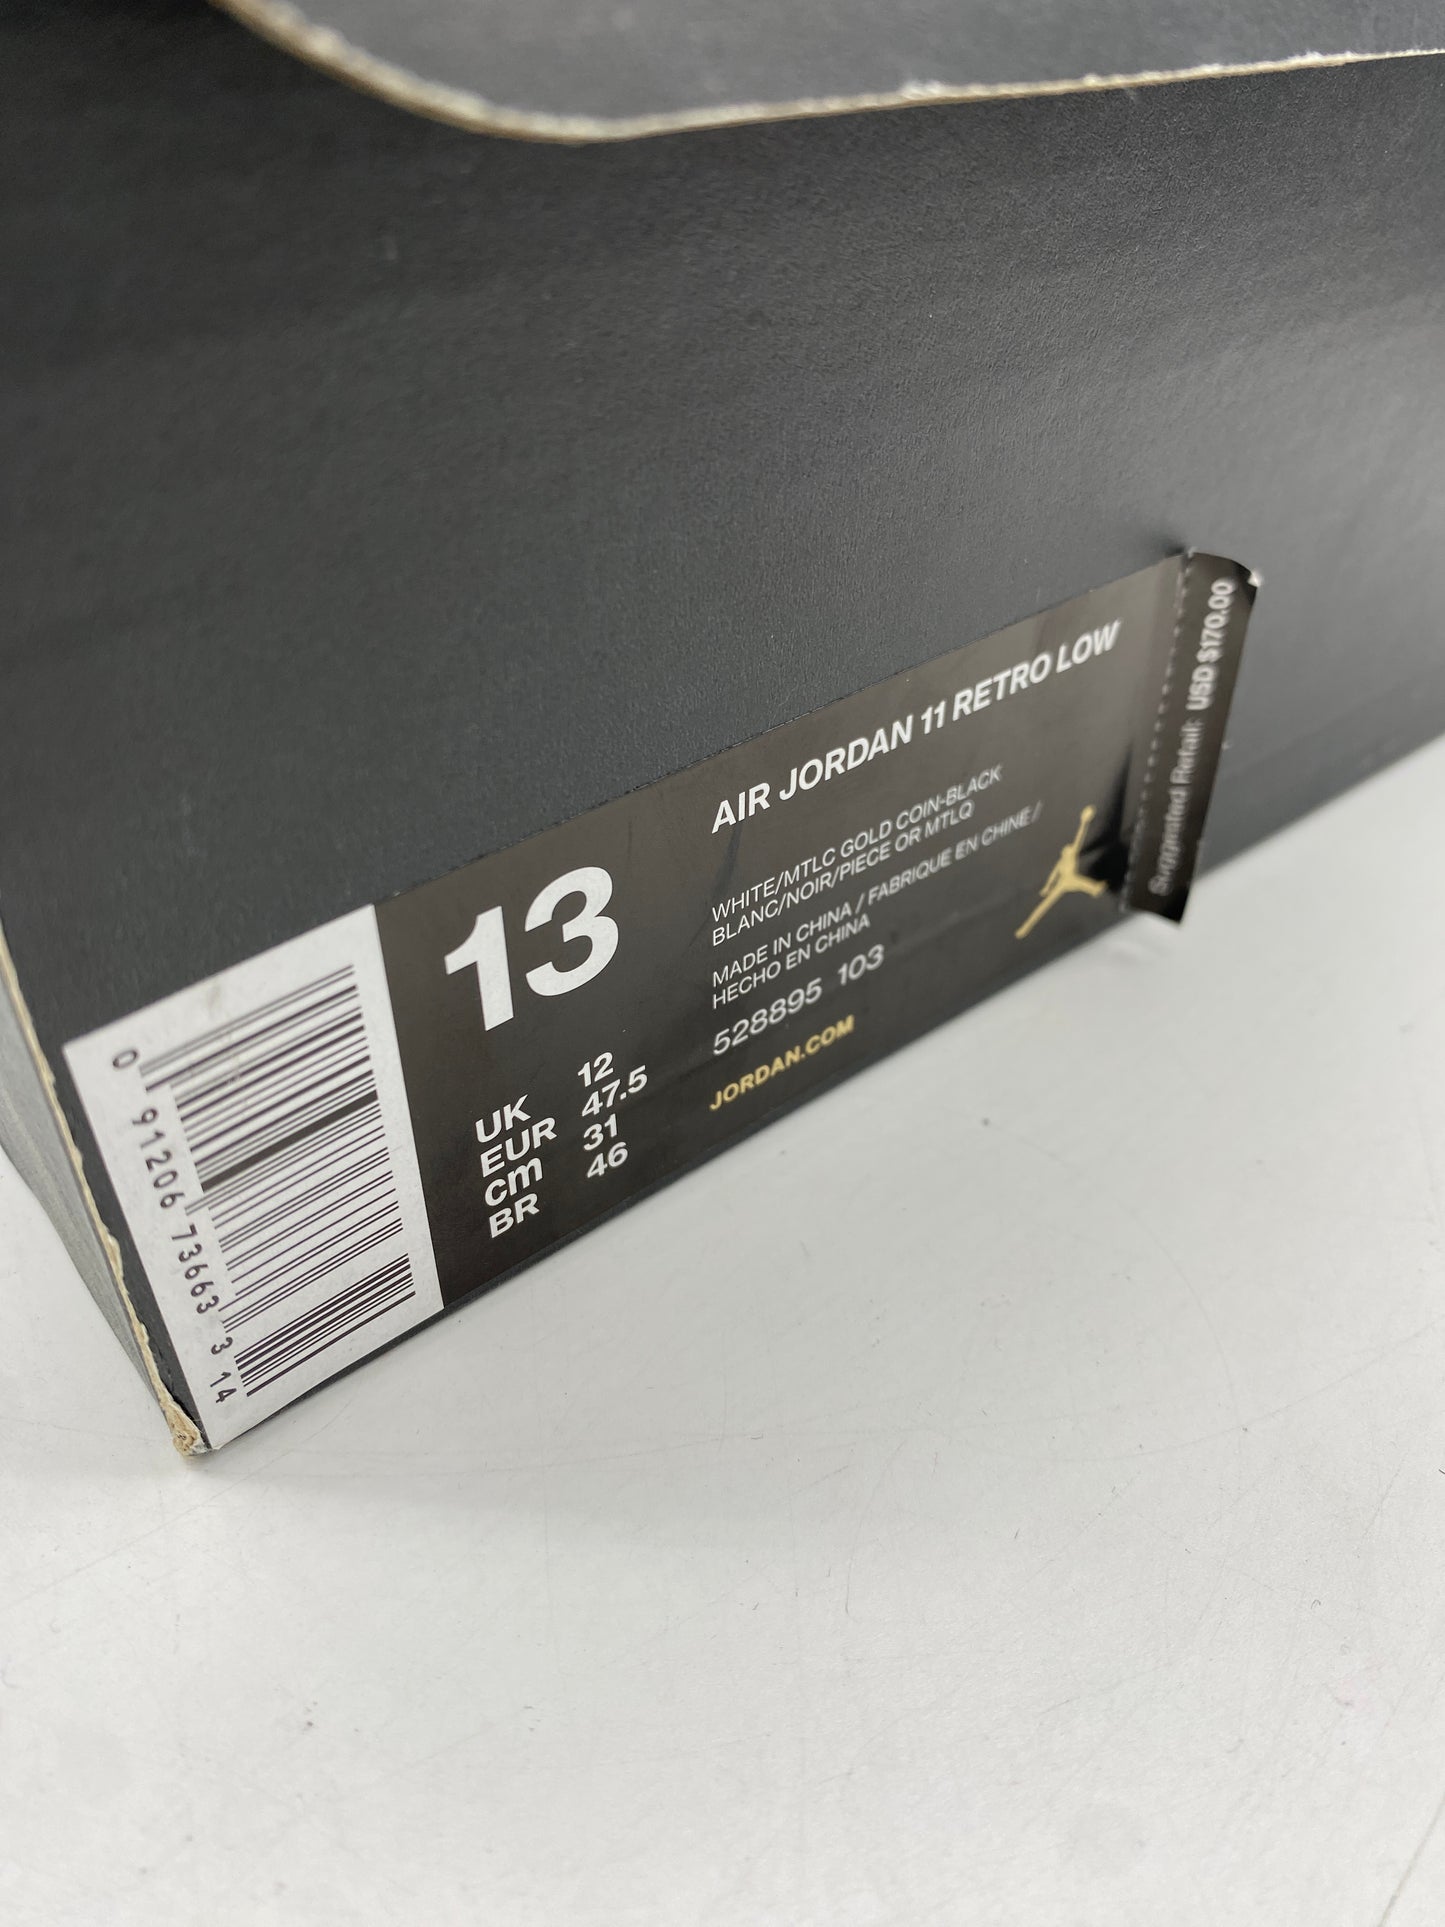 AIR JORDAN 11 RETRO LOW
WHITE/MTLC GOLD COIN-BLACK
BLANC/NOIR/PIECE OR MTLQ
MADE IN CHINA / FABRIQUE EN CHINE /
HECHO EN CHINA
528895 103
JORDAN.COM
13
UK 12
EUR 47.5
cm 31
BR 46
0 91206 73663 3 14
Suggested Retail: USD $170.00